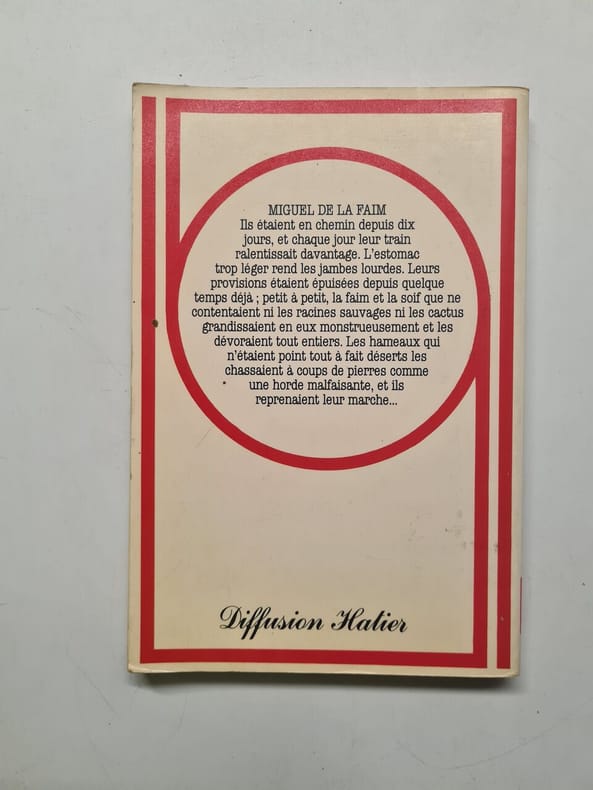 MIGUEL DE LA FAIM
Ils étaient en chemin depuis dix
jours, et chaque jour leur train
ralentissait davantage. L'estomac
trop léger rend les jambes lourdes. Leurs
provisions étaient épuisées depuis quelque
temps déjà ; petit à petit, la faim et la soif que ne
contentaient ni les racines sauvages ni les cactus
grandissaient en eux monstrueusement et les
dévoraient tout entiers. Les hameaux qui
n'étaient point tout à fait déserts les
chassaient à coups de pierres comme
une horde malfaisante, et ils
reprenaient leur marche...
Diffusion Hatier